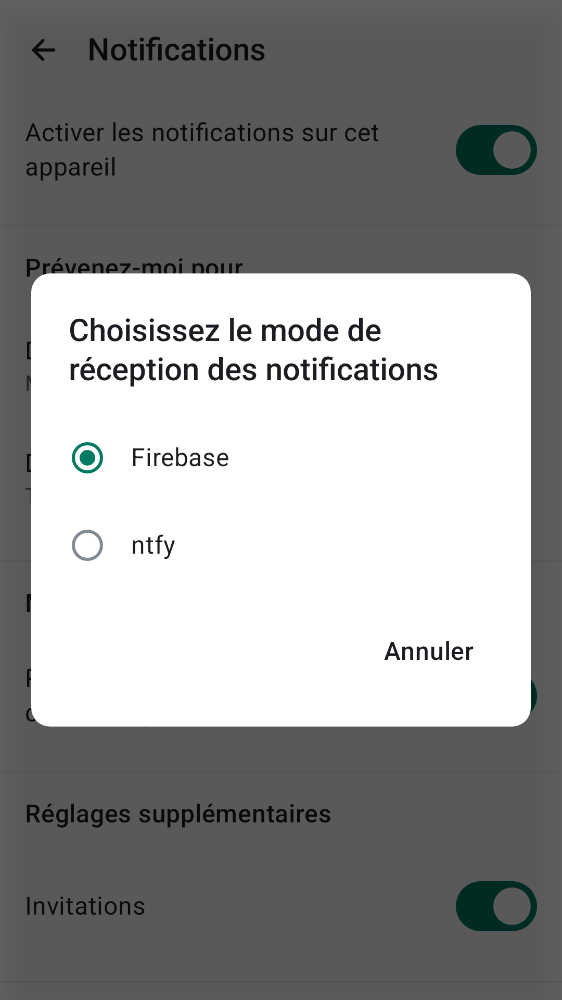 Notifications
Activer les notifications sur cet
appareil
Prévenez-moi pour
Choisissez le mode de
réception des notifications
Firebase
ntfy
Annuler
Réglages supplémentaires
Invitations